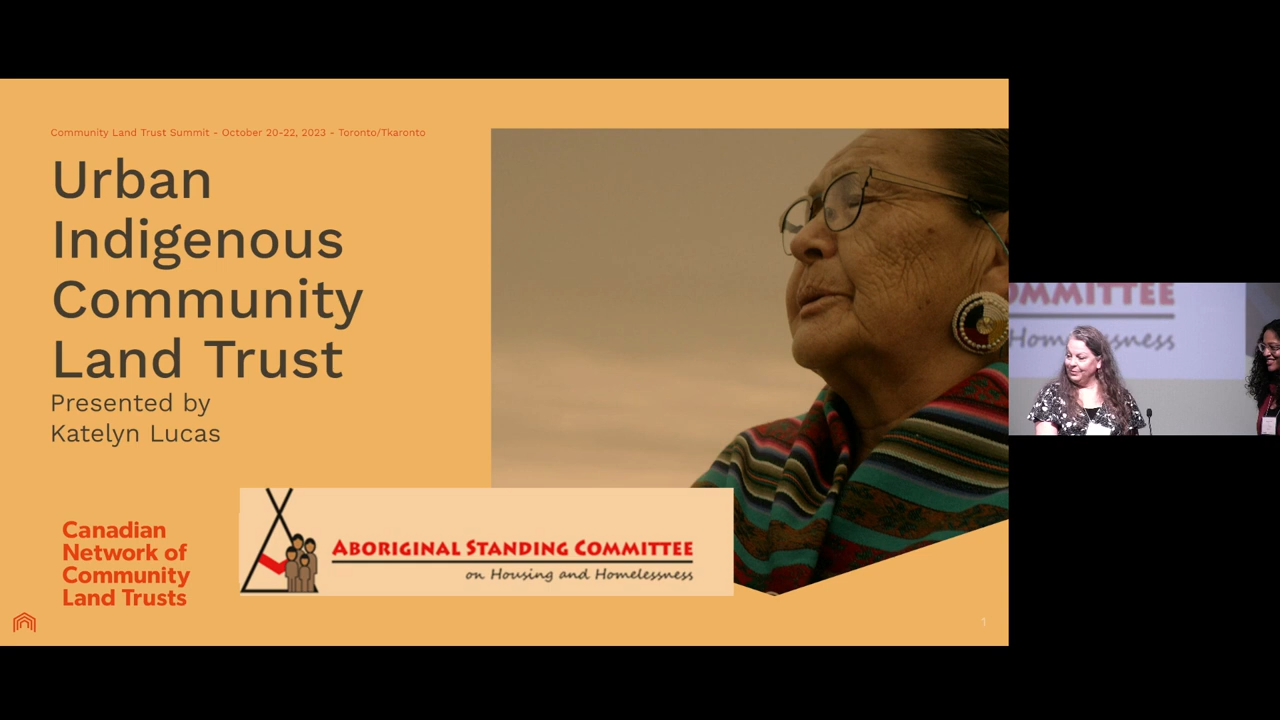 Community Land Trust Summit - October 20-22, 2023 - Toronto/Tkaronto
Urban
Indigenous
Community
Land Trust
Presented by
Katelyn Lucas
Canadian
Network of
Community
Land Trusts
ABORIGINAL STANDING COMMITTEE
on Housing and Homelessness
1
OMMITTEE
Homelessness